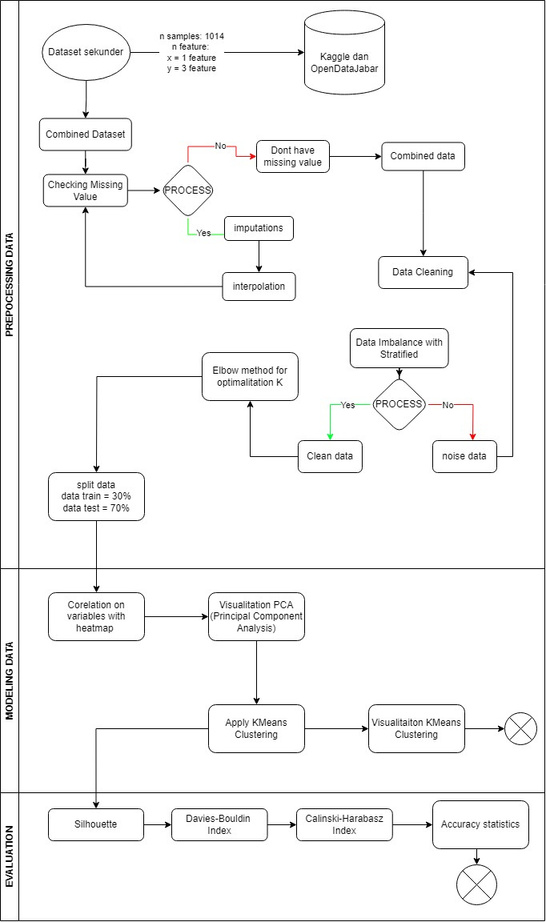 PREPOCESSING DATA
Dataset sekunder
n samples: 1014
n feature:
x = 1 feature
y = 3 feature
Kaggle dan
OpenDataJabar
Combined Dataset
Checking Missing
Value
PROCESS
No
Dont have
missing value
Combined data
Yes
imputations
interpolation
Data Cleaning
Data Imbalance with
Stratified
PROCESS
Yes
No
Clean data
noise data
Elbow method for
optimalitation K
split data
data train = 30%
data test = 70%
MODELING DATA
Corelation on
variables with
heatmap
Visualitation PCA
(Principal Component
Analysis)
Apply KMeans
Clustering
Visualitaiton KMeans
Clustering
EVALUATION
Silhouette
Davies-Bouldin
Index
Calinski-Harabasz
Index
Accuracy statistics